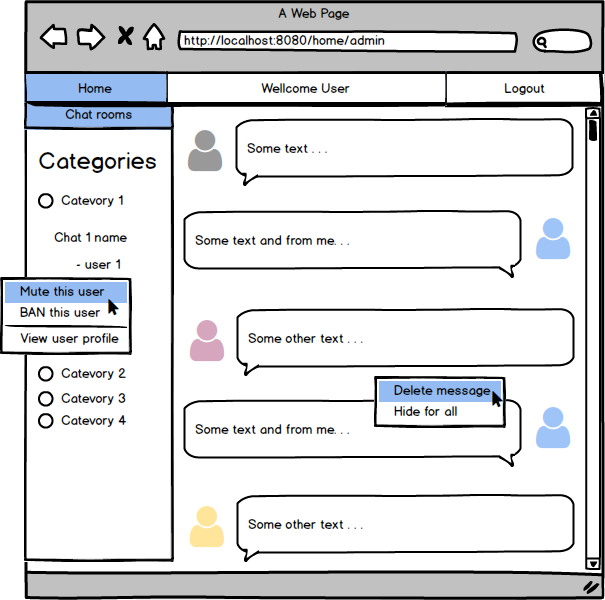 A Web Page
http://localhost:8080/home/admin
Home
Wellcome User
Logout
Chat rooms
Categories
Catevory 1
Chat 1 name
- user 1
Mute this user
BAN this user
View user profile
Catevory 2
Catevory 3
Catevory 4
Some text . . .
Some text and from me. . .
Some other text . . .
Delete message
Hide for all
Some text and from me. . .
Some other text . . .